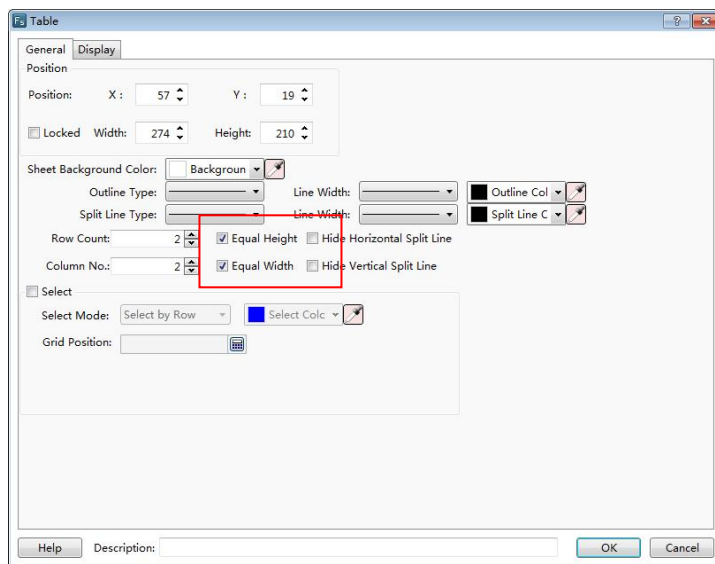 Fs Table
General Display
Position
Position: X : 57 Y : 19
Locked Width: 274 Height: 210
Sheet Background Color: Backgroun
Outline Type: Line Width: Outline Col
Split Line Type: Line Width: Split Line C
Row Count: 2 Equal Height Hide Horizontal Split Line
Column No.: 2 Equal Width Hide Vertical Split Line
Select
Select Mode: Select by Row Select Colc
Grid Position:
Help Description: OK Cancel